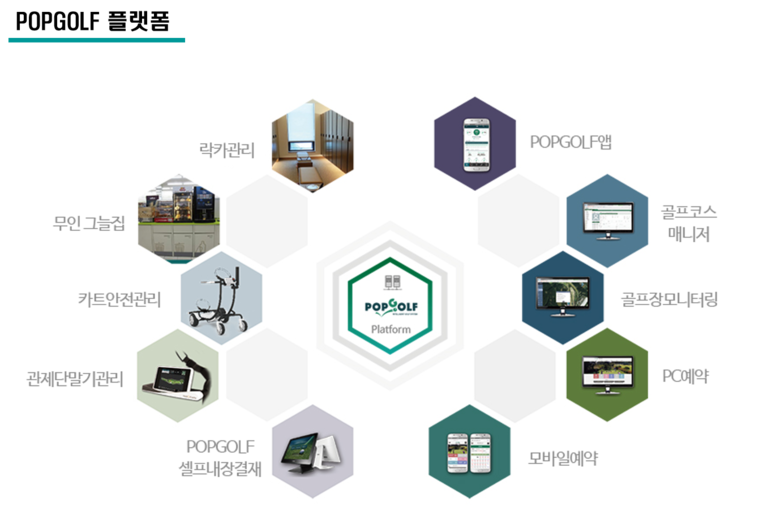 POPGOLF 플랫폼
락카관리
POPGOLF앱
무인 그늘집
골프코스
매니저
카트안전관리
POPGOLF
Platform
골프장모니터링
관제단말기관리
PC예약
POPGOLF
셀프내장결재
모바일예약